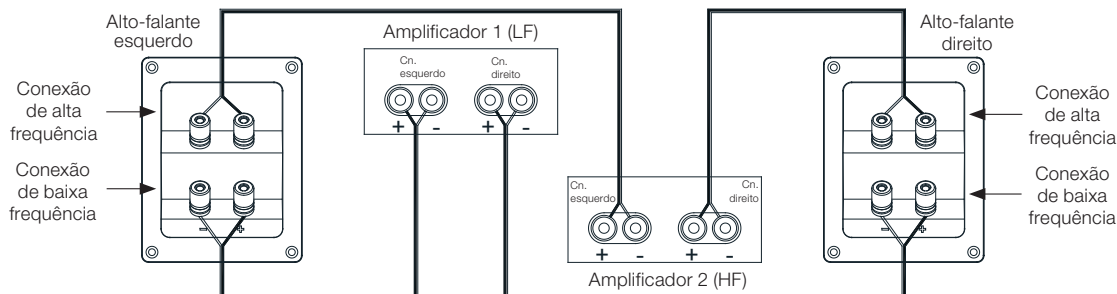 Alto-falante
esquerdo
Conexão
de alta
frequência
Conexão
de baixa
frequência
- +
Amplificador 1 (LF)
Cn.
esquerdo
Cn.
direito
+ - + -
Cn.
esquerdo
Cn.
direito
+ - + -
Amplificador 2 (HF)
Alto-falante
direito
Conexão
de alta
frequência
Conexão
de baixa
frequência
- +